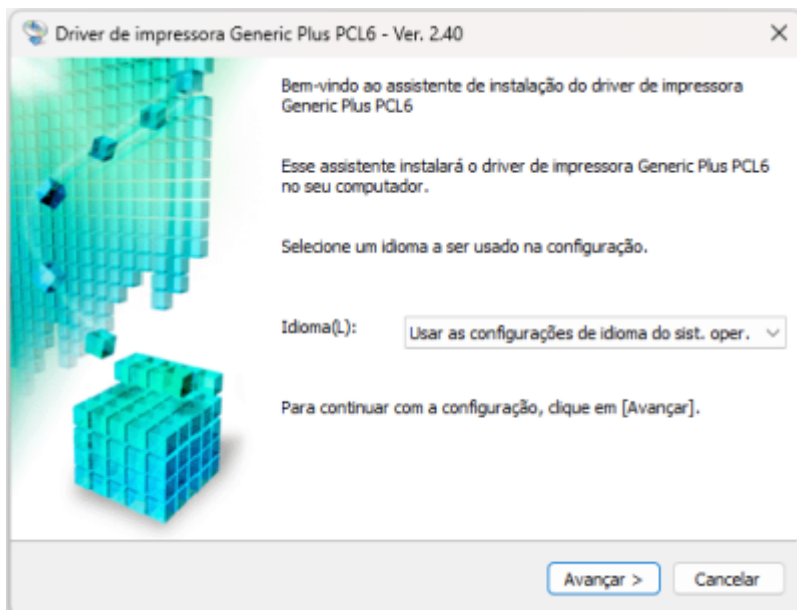 Driver de impressora Generic Plus PCL6 - Ver. 2.40
Bem-vindo ao assistente de instalação do driver de impressora
Generic Plus PCL6
Esse assistente instalará o driver de impressora Generic Plus PCL6
no seu computador.
Selecione um idioma a ser usado na configuração.
Idioma(L):
Usar as configurações de idioma do sist. oper.
Para continuar com a configuração, clique em [Avançar].
Avançar >
Cancelar